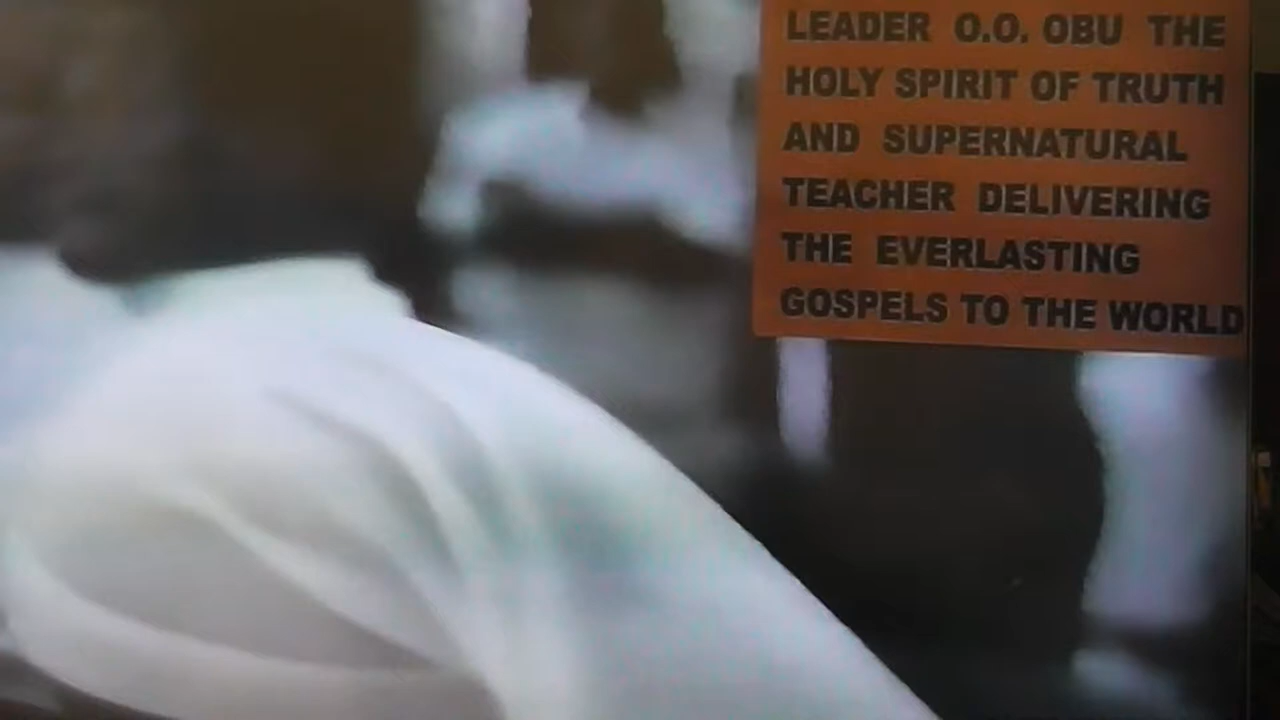 LEADER O.O. OBU THE
HOLY SPIRIT OF TRUTH
AND SUPERNATURAL
TEACHER DELIVERING
THE EVERLASTING
GOSPELS TO THE WORLD